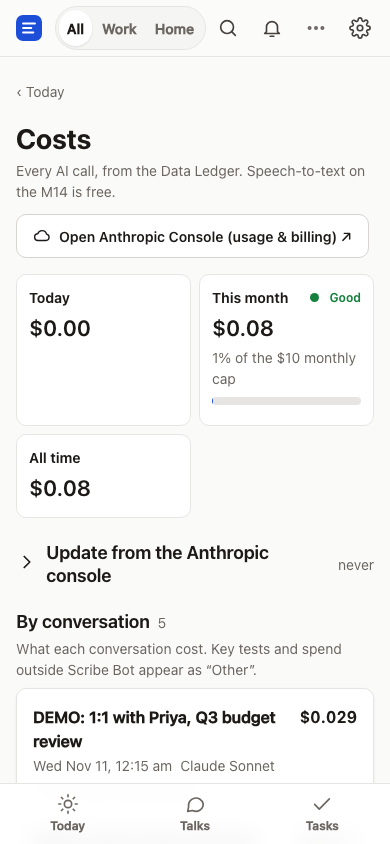 All Work Home
‹ Today
Costs
Every AI call, from the Data Ledger. Speech-to-text on
the M14 is free.
Open Anthropic Console (usage & billing) ↗
Today
$0.00
This month ● Good
$0.08
1% of the $10 monthly
cap
All time
$0.08
Update from the Anthropic
console
never
By conversation 5
What each conversation cost. Key tests and spend
outside Scribe Bot appear as “Other”.
DEMO: 1:1 with Priya, Q3 budget
review
$0.029
Wed Nov 11, 12:15 am Claude Sonnet
Today Talks Tasks